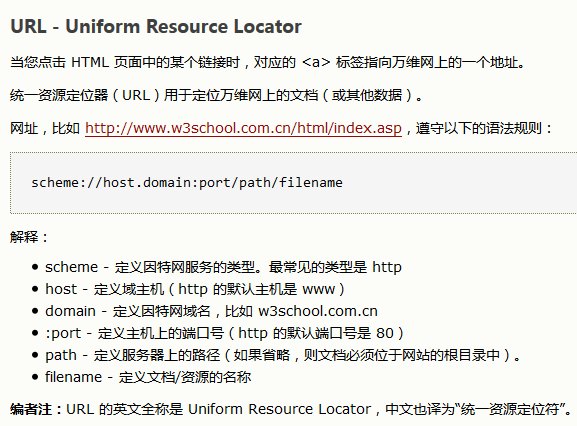 URL - Uniform Resource Locator
当您点击 HTML 页面中的某个链接时，对应的 <a> 标签指向万维网上的一个地址。
统一资源定位器（URL）用于定位万维网上的文档（或其他数据）。
网址，比如 http://www.w3school.com.cn/html/index.asp，遵守以下的语法规则：
scheme://host.domain:port/path/filename
解释：
● scheme - 定义因特网服务的类型。最常见的类型是 http
● host - 定义域主机（http 的默认主机是 www）
● domain - 定义因特网域名，比如 w3school.com.cn
● :port - 定义主机上的端口号（http 的默认端口号是 80）
● path - 定义服务器上的路径（如果省略，则文档必须位于网站的根目录中）。
● filename - 定义文档/资源的名称
编者注：URL 的英文全称是 Uniform Resource Locator，中文也译为“统一资源定位符”。